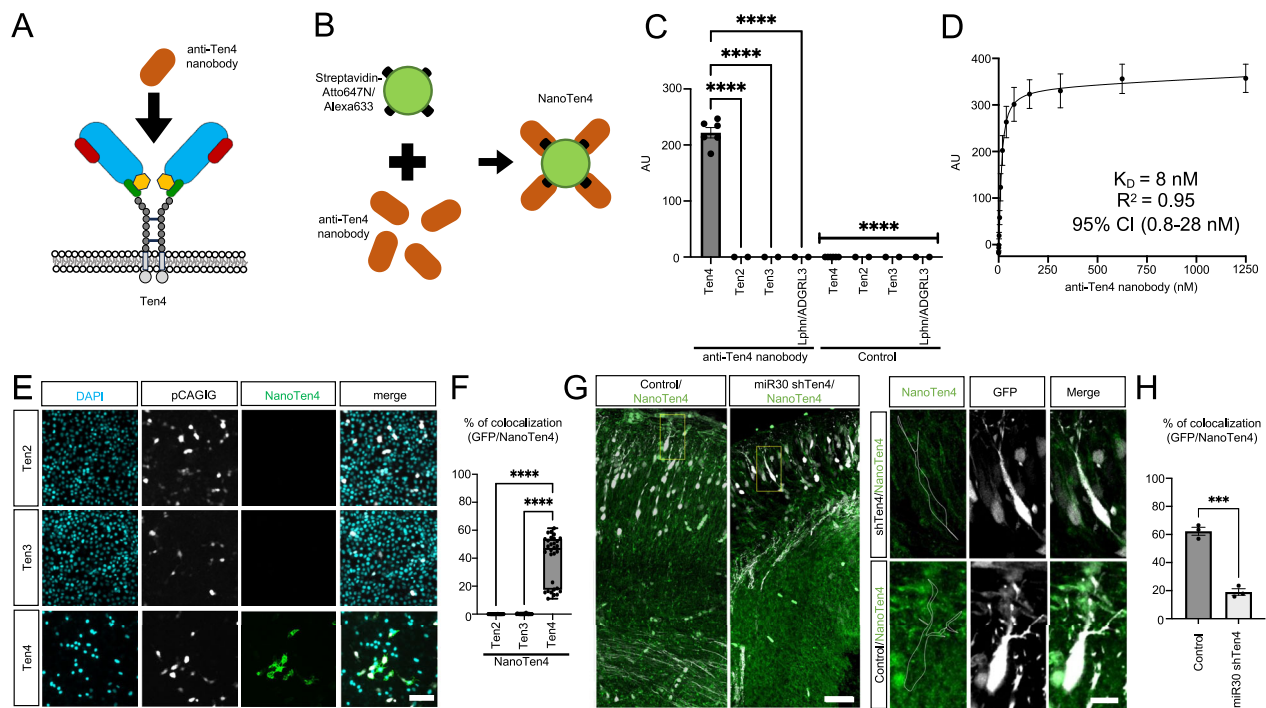 A
anti-Ten4
nanobody
Ten4
B
Streptavidin-
Atto647N/
Alexa633
anti-Ten4
nanobody
NanoTen4
C
****
****
****
****
AU
300
200
100
0
Ten4
Ten2
Ten3
Lphn/ADGRL3
Ten4
Ten2
Ten3
Lphn/ADGRL3
anti-Ten4 nanobody
Control
D
AU
400
300
200
100
0
KD = 8 nM
R² = 0.95
95% CI (0.8-28 nM)
0
250
500
750
1000
1250
anti-Ten4 nanobody (nM)
E
DAPI
pCAGIG
NanoTen4
merge
Ten2
Ten3
Ten4
F
% of colocalization
(GFP/NanoTen4)
****
****
100
80
60
40
20
0
Ten2
Ten3
Ten4
NanoTen4
G
Control/
NanoTen4
miR30 shTen4/
NanoTen4
NanoTen4
GFP
Merge
shTen4/NanoTen4
Control/NanoTen4
H
% of colocalization
(GFP/NanoTen4)
***
80
60
40
20
0
Control
miR30 shTen4